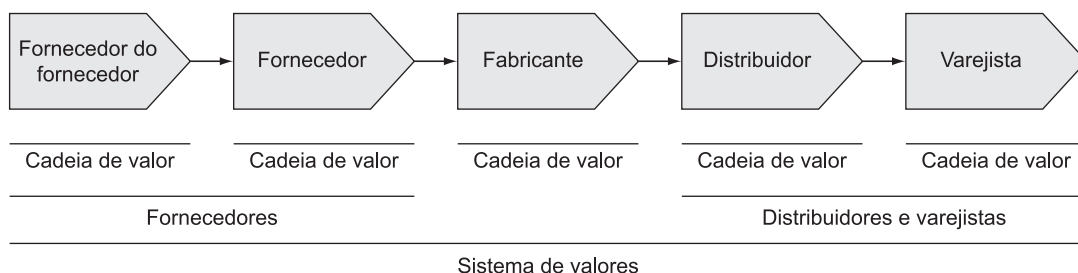 Fornecedor do
fornecedor
Fornecedor
Fabricante
Distribuidor
Varejista
Cadeia de valor
Cadeia de valor
Cadeia de valor
Cadeia de valor
Cadeia de valor
Fornecedores
Distribuidores e varejistas
Sistema de valores